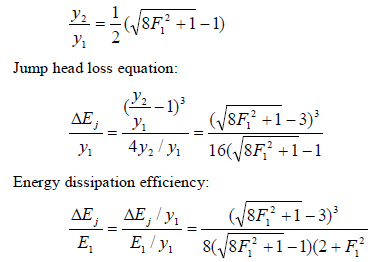 y₂/y₁ = 1/2(√(8F₁² +1) −1)
Jump head loss equation:
ΔEⱼ/y₁ = (y₂/y₁ −1)³/(4y₂ / y₁) = (√(8F₁² +1) −3)³/(16(√(8F₁² +1) −1
Energy dissipation efficiency:
ΔEⱼ/E₁ = (ΔEⱼ / y₁)/(E₁ / y₁) = (√(8F₁² +1) −3)³/(8(√(8F₁² +1) −1)(2 + F₁²